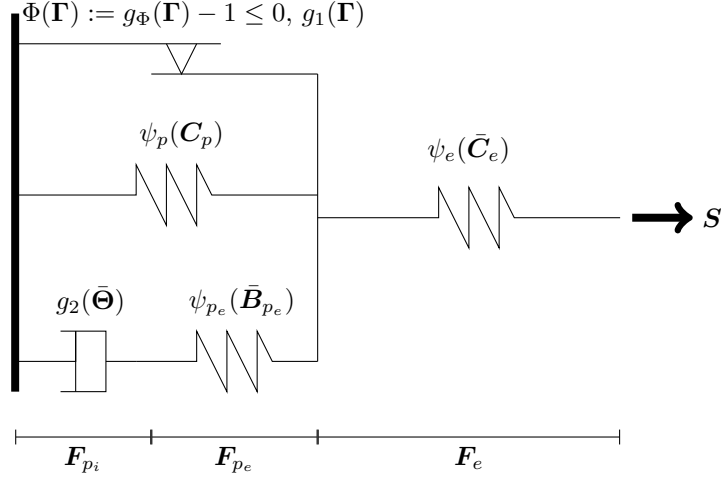 Φ(Γ) := g_Φ(Γ) − 1 ≤ 0, g_1(Γ)
ψ_p(C_p)
ψ_e(C̄_e)
S
g_2(Θ̄)
ψ_{p_e}(B̄_{p_e})
F_{p_i}
F_{p_e}
F_e